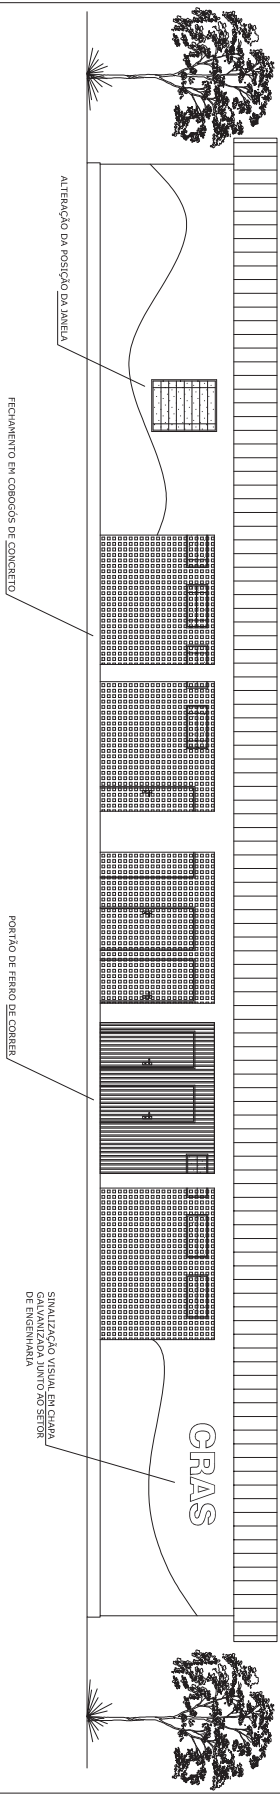 ALTERAÇÃO DA POSIÇÃO DA JANELA
FECHAMENTO EM COBOGÓS DE CONCRETO
PORTÃO DE FERRO DE CORRER
SINALIZAÇÃO VISUAL EM CHAPA
GALVANIZADA JUNTO AO SETOR
DE ENGENHARIA
CRAS